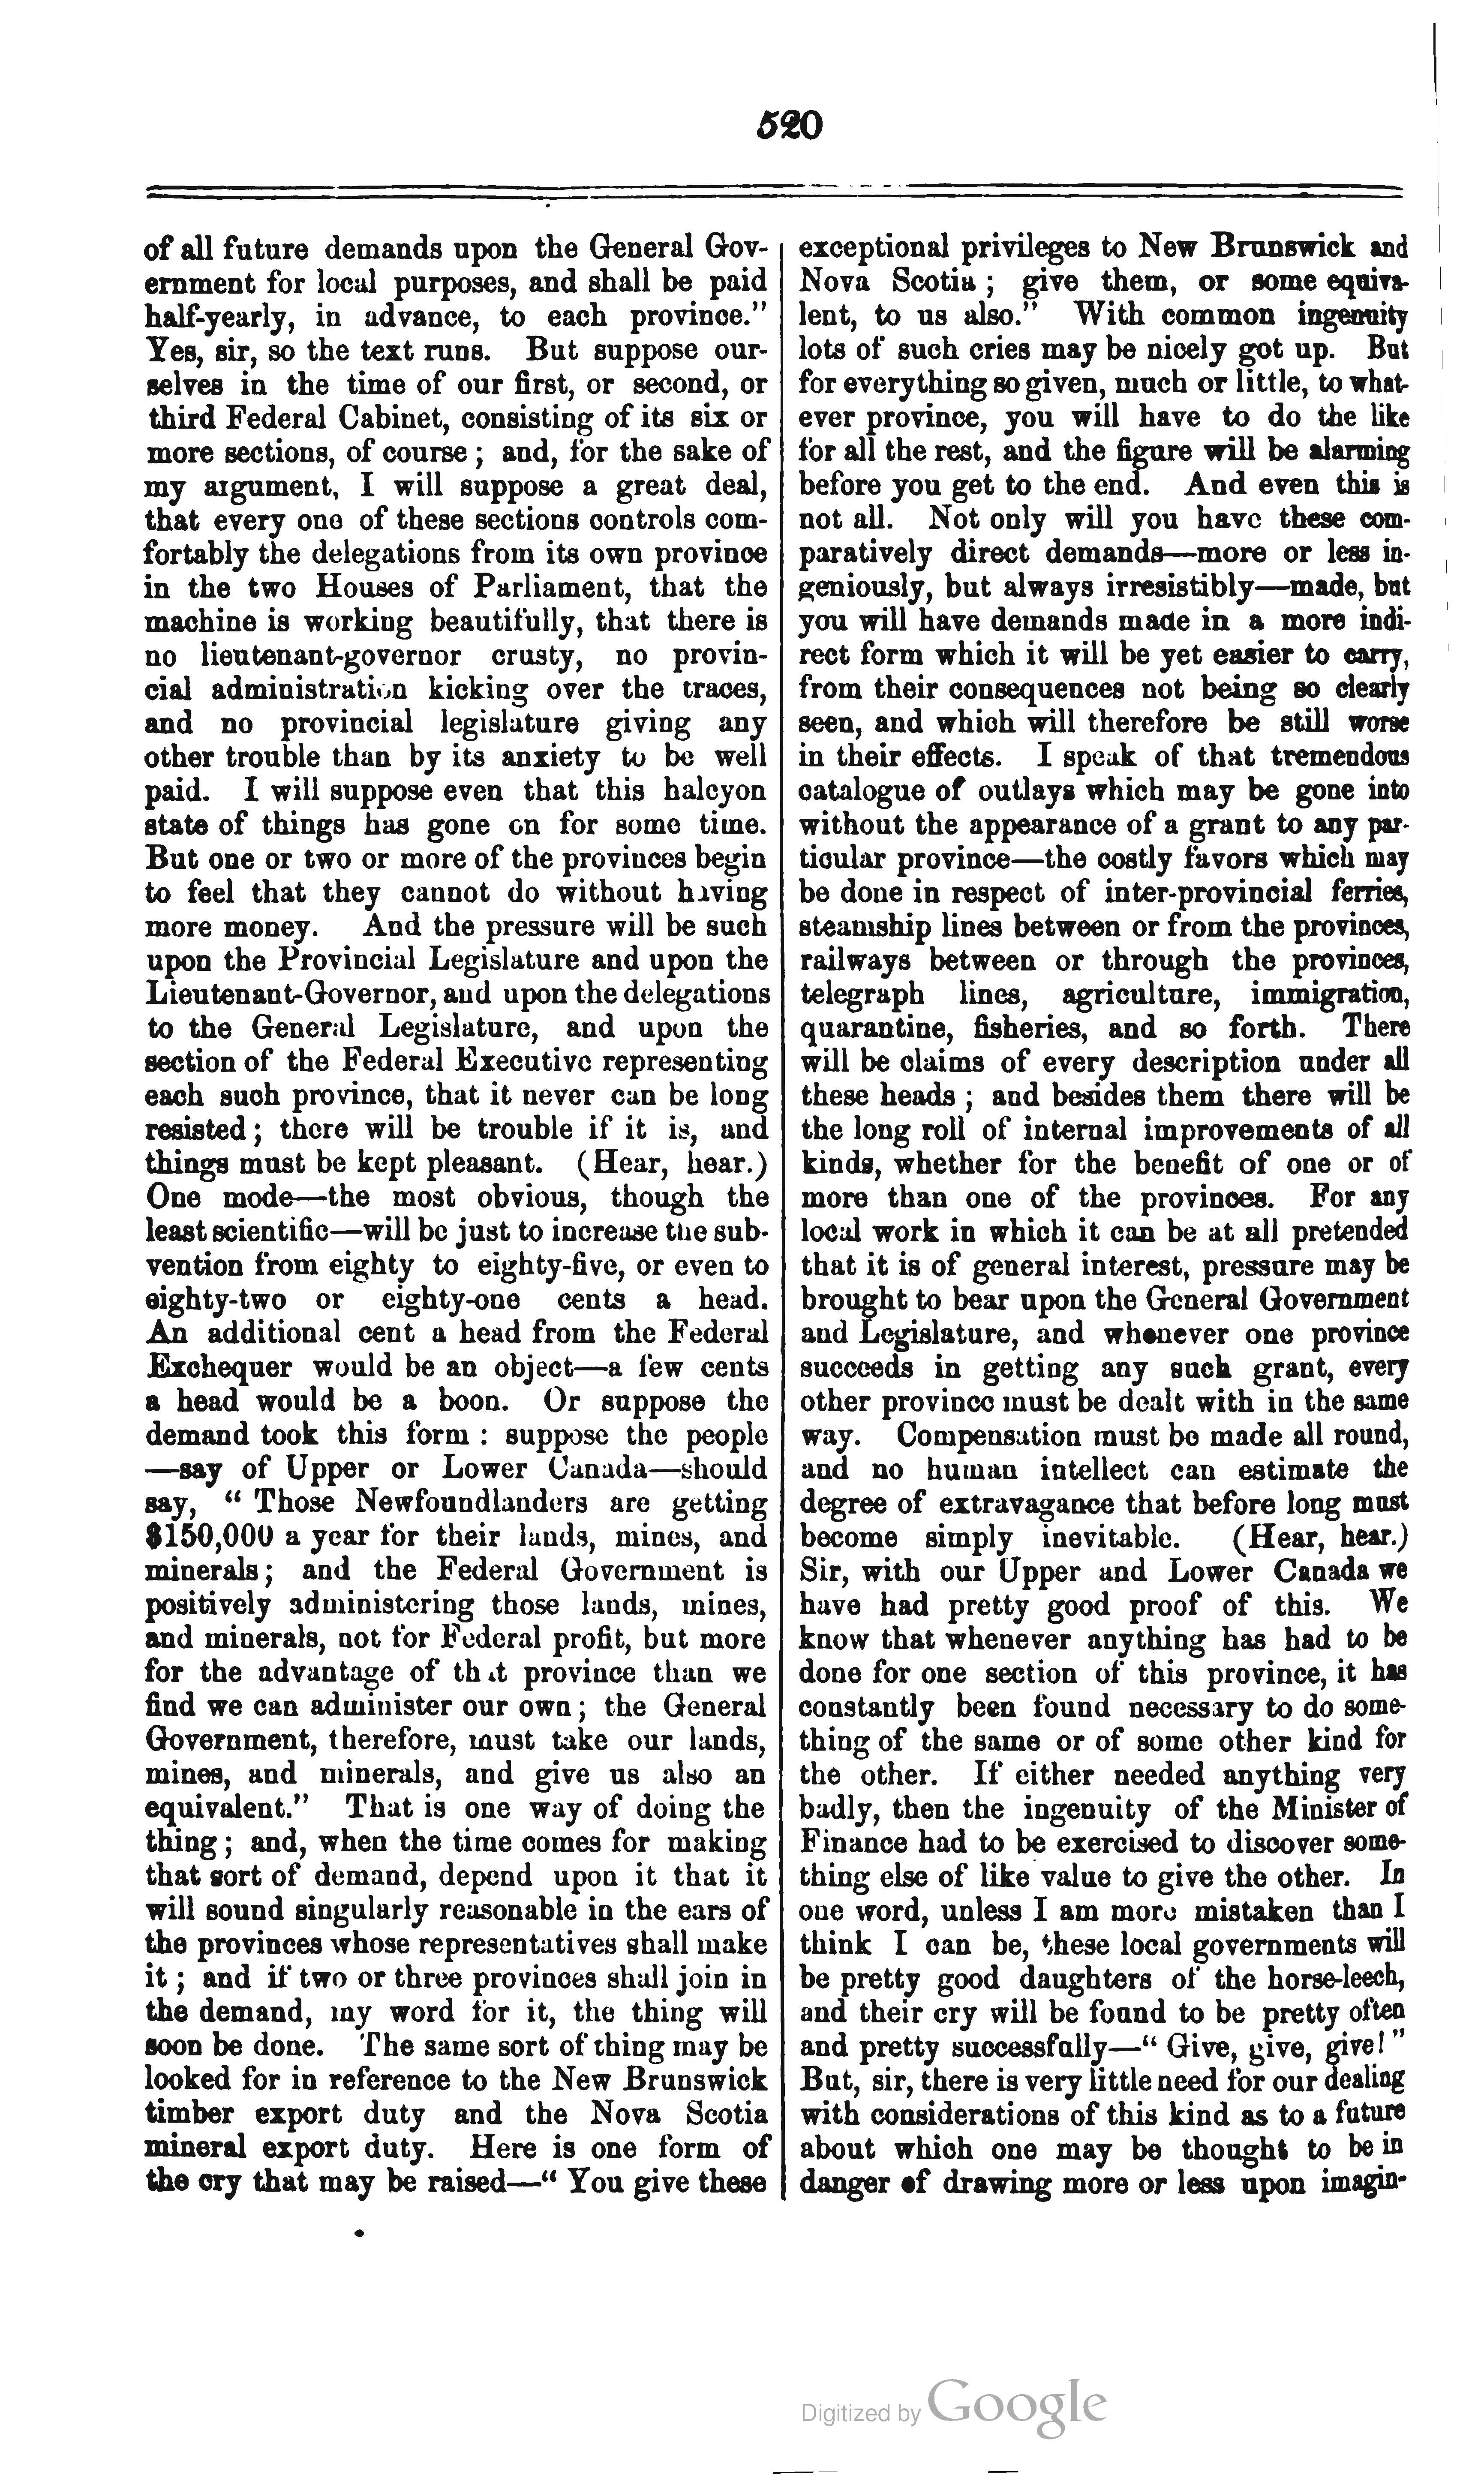 520
of all future demands upon the General Gov-
ernment for local purposes, and shall be paid
half-yearly, in advance, to each province."
Yes, sir, so the text runs. But suppose our-
selves in the time of our first, or second, or
third Federal Cabinet, consisting of its six or
more sections, of course ; and, for the sake of
my argument, I will suppose a great deal,
that every one of these sections controls com-
fortably the delegations from its own province
in the two Houses of Parliament, that the
machine is working beautifully, that there is
no lieutenant-governor crusty, no provin-
cial administration kicking over the traces,
and no provincial legislature giving any
other trouble than by its anxiety to be well
paid. I will suppose even that this halcyon
state of things has gone on for some time.
But one or two or more of the provinces begin
to feel that they cannot do without having
more money. And the pressure will be such
upon the Provincial Legislature and upon the
Lieutenant-Governor, and upon the delegations
to the General Legislature, and upon the
section of the Federal Executive representing
each such province, that it never can be long
resisted ; there will be trouble if it is, and
things must be kept pleasant. (Hear, hear.)
One mode—the most obvious, though the
least scientific—will be just to increase the sub-
vention from eighty to eighty-five, or even to
eighty-two or eighty-one cents a head.
An additional cent a head from the Federal
Exchequer would be an object—a few cents
a head would be a boon. Or suppose the
demand took this form : suppose the people
—say of Upper or Lower Canada—should
say, " Those Newfoundlanders are getting
$150,000 a year for their lands, mines, and
minerals ; and the Federal Government is
positively administering those lands, mines,
and minerals, not for Federal profit, but more
for the advantage of that province than we
find we can administer our own ; the General
Government, therefore, must take our lands,
mines, and minerals, and give us also an
equivalent." That is one way of doing the
thing ; and, when the time comes for making
that sort of demand, depend upon it that it
will sound singularly reasonable in the ears of
the provinces whose representatives shall make
it ; and if two or three provinces shall join in
the demand, my word for it, the thing will
soon be done. The same sort of thing may be
looked for in reference to the New Brunswick
timber export duty and the Nova Scotia
mineral export duty. Here is one form of
the cry that may be raised—" You give these
exceptional privileges to New Brunswick and
Nova Scotia ; give them, or some equiva-
lent, to us also." With common ingenuity
lots of such cries may be nicely got up. But
for everything so given, much or little, to what-
ever province, you will have to do the like
for all the rest, and the figure will be alarming
before you get to the end. And even this is
not all. Not only will you have these com-
paratively direct demands—more or less in-
geniously, but always irresistibly—made, but
you will have demands made in a more indi-
rect form which it will be yet easier to carry,
from their consequences not being so clearly
seen, and which will therefore be still worse
in their effects. I speak of that tremendous
catalogue of outlays which may be gone into
without the appearance of a grant to any par-
ticular province—the costly favors which may
be done in respect of inter-provincial ferries,
steamship lines between or from the provinces,
railways between or through the provinces,
telegraph lines, agriculture, immigration,
quarantine, fisheries, and so forth. There
will be claims of every description under all
these heads ; and besides them there will be
the long roll of internal improvements of all
kinds, whether for the benefit of one or of
more than one of the provinces. For any
local work in which it can be at all pretended
that it is of general interest, pressure may be
brought to bear upon the General Government
and Legislature, and whenever one province
succeeds in getting any such grant, every
other province must be dealt with in the same
way. Compensation must be made all round,
and no human intellect can estimate the
degree of extravagance that before long must
become simply inevitable. (Hear, hear.)
Sir, with our Upper and Lower Canada we
have had pretty good proof of this. We
know that whenever anything has had to be
done for one section of this province, it has
constantly been found necessary to do some-
thing of the same or of some other kind for
the other. If either needed anything very
badly, then the ingenuity of the Minister of
Finance had to be exercised to discover some-
thing else of like value to give the other. In
one word, unless I am more mistaken than I
think I can be, these local governments will
be pretty good daughters of the horse-leech,
and their cry will be found to be pretty often
and pretty successfully—" Give, give, give!"
But, sir, there is very little need for our dealing
with considerations of this kind as to a future
about which one may be thought to be in
danger of drawing more or less upon imagin-
Digitized by Google